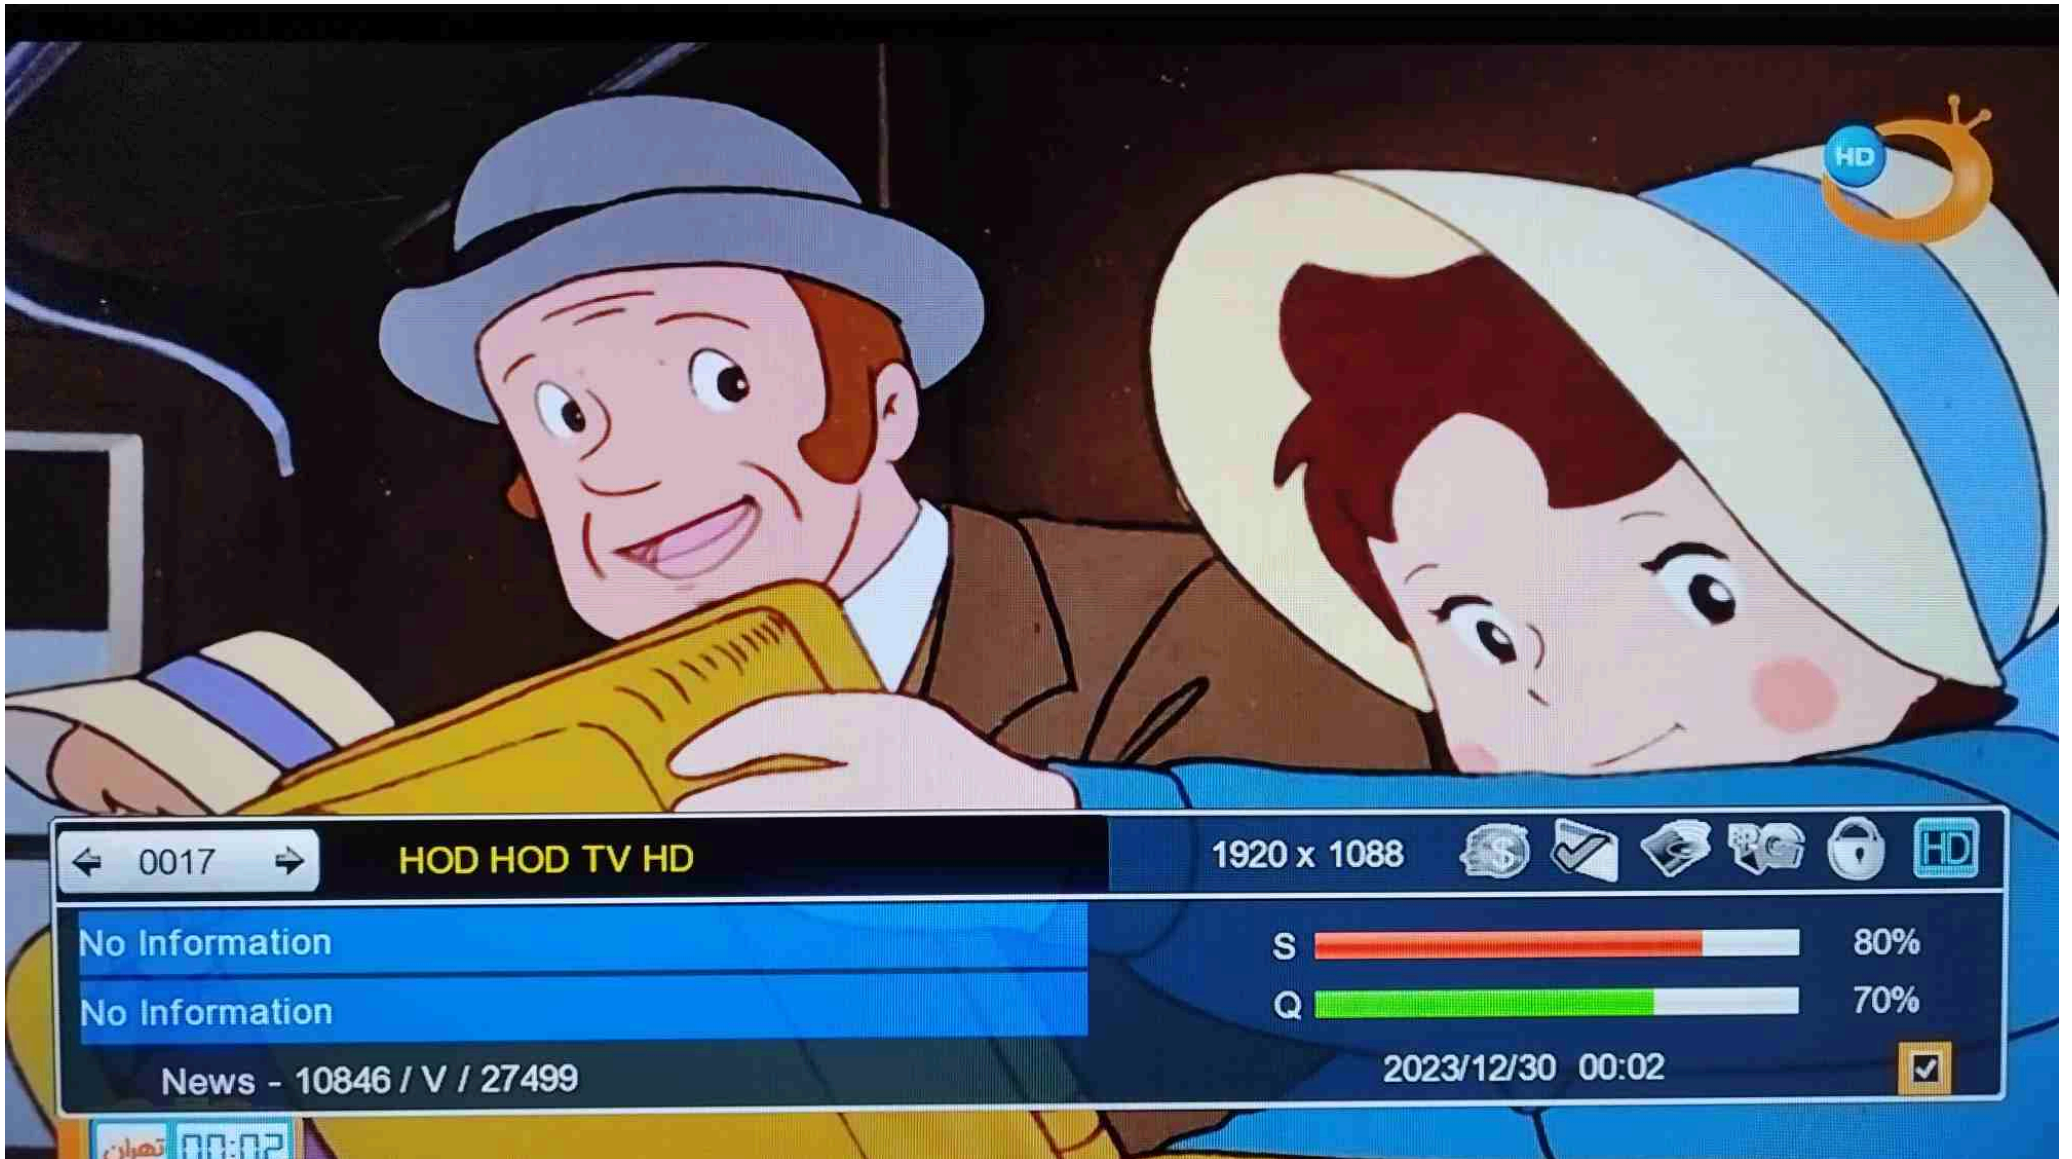 HD
0017 HOD HOD TV HD 1920 x 1088 HD
No Information S 80%
No Information Q 70%
News - 10846 / V / 27499 2023/12/30 00:02
تهران 00:02